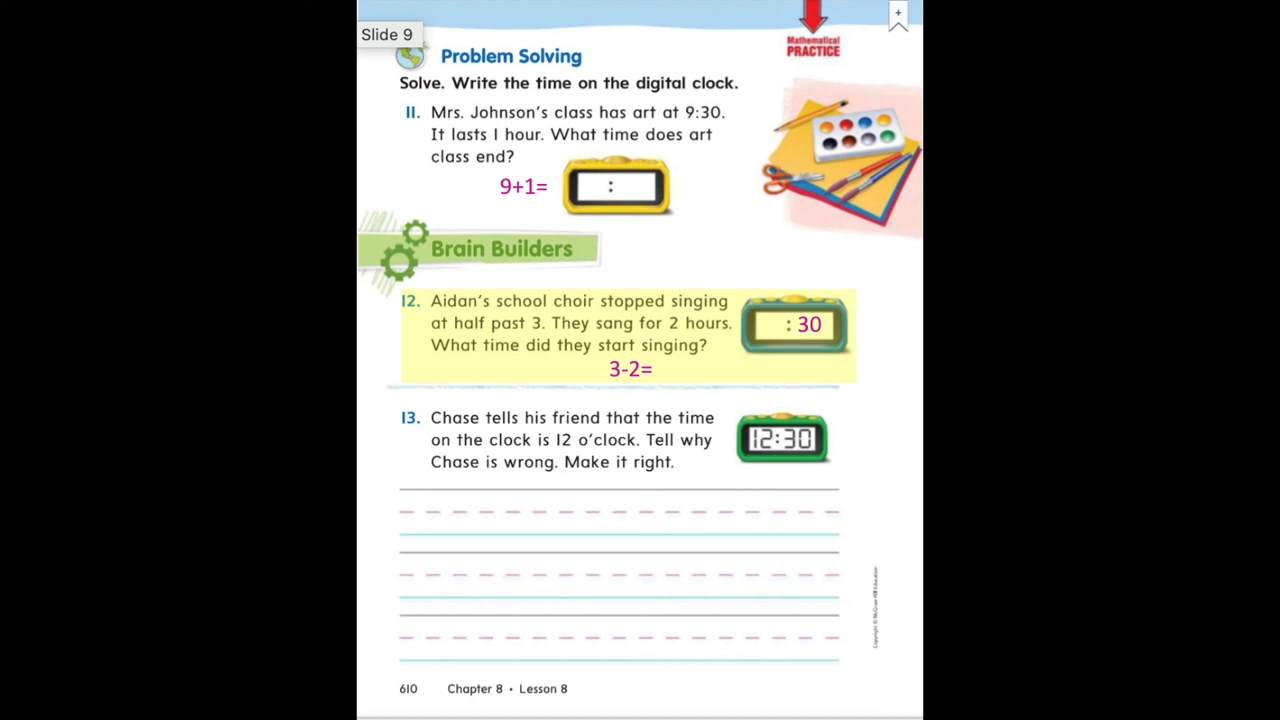 Slide 9
+
Mathematical
PRACTICE
Problem Solving
Solve. Write the time on the digital clock.
11. Mrs. Johnson's class has art at 9:30.
It lasts 1 hour. What time does art
class end?
9+1=
:
Brain Builders
12. Aidan's school choir stopped singing
at half past 3. They sang for 2 hours.
What time did they start singing?
: 30
3-2=
13. Chase tells his friend that the time
on the clock is 12 o'clock. Tell why
Chase is wrong. Make it right.
12:30
Copyright © McGraw-Hill Education
610 Chapter 8 • Lesson 8